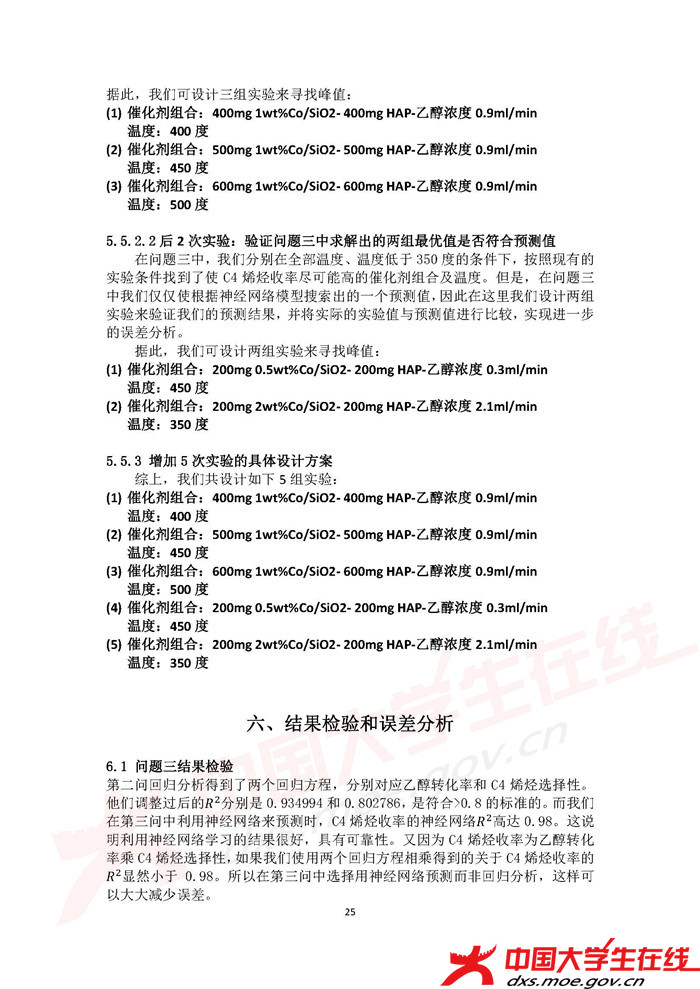 据此，我们可设计三组实验来寻找峰值：
(1) 催化剂组合：400mg 1wt%Co/SiO2- 400mg HAP-乙醇浓度 0.9ml/min
温度：400 度
(2) 催化剂组合：500mg 1wt%Co/SiO2- 500mg HAP-乙醇浓度 0.9ml/min
温度：450 度
(3) 催化剂组合：600mg 1wt%Co/SiO2- 600mg HAP-乙醇浓度 0.9ml/min
温度：500 度
5.5.2.2 后 2 次实验：验证问题三中求解出的两组最优值是否符合预测值
在问题三中，我们分别在全部温度、温度低于 350 度的条件下，按照现有的
实验条件找到了使 C4 烯烃收率尽可能高的催化剂组合及温度。但是，在问题三
中我们仅仅使根据神经网络模型搜索出的一个预测值，因此在这里我们设计两组
实验来验证我们的预测结果，并将实际的实验值与预测值进行比较，实现进一步
的误差分析。
据此，我们可设计两组实验来寻找峰值：
(1) 催化剂组合：200mg 0.5wt%Co/SiO2- 200mg HAP-乙醇浓度 0.3ml/min
温度：450 度
(2) 催化剂组合：200mg 2wt%Co/SiO2- 200mg HAP-乙醇浓度 2.1ml/min
温度：350 度
5.5.3 增加 5 次实验的具体设计方案
综上，我们共设计如下 5 组实验：
(1) 催化剂组合：400mg 1wt%Co/SiO2- 400mg HAP-乙醇浓度 0.9ml/min
温度：400 度
(2) 催化剂组合：500mg 1wt%Co/SiO2- 500mg HAP-乙醇浓度 0.9ml/min
温度：450 度
(3) 催化剂组合：600mg 1wt%Co/SiO2- 600mg HAP-乙醇浓度 0.9ml/min
温度：500 度
(4) 催化剂组合：200mg 0.5wt%Co/SiO2- 200mg HAP-乙醇浓度 0.3ml/min
温度：450 度
(5) 催化剂组合：200mg 2wt%Co/SiO2- 200mg HAP-乙醇浓度 2.1ml/min
温度：350 度
六、结果检验和误差分析
6.1 问题三结果检验
第二问回归分析得到了两个回归方程，分别对应乙醇转化率和 C4 烯烃选择性。
他们调整过后的R²分别是 0.934994 和 0.802786，是符合>0.8 的标准的。而我们
在第三问中利用神经网络来预测时，C4 烯烃收率的神经网络R²高达 0.98。这说
明利用神经网络学习的结果很好，具有可靠性。又因为 C4 烯烃收率为乙醇转化
率乘 C4 烯烃选择性，如果我们使用两个回归方程相乘得到的关于 C4 烯烃收率的
R²显然小于 0.98。所以在第三问中选择用神经网络预测而非回归分析，这样可
以大大减少误差。
25
中国大学生在线
dxs.moe.gov.cn
中国大学生在线
dxs.moe.gov.cn